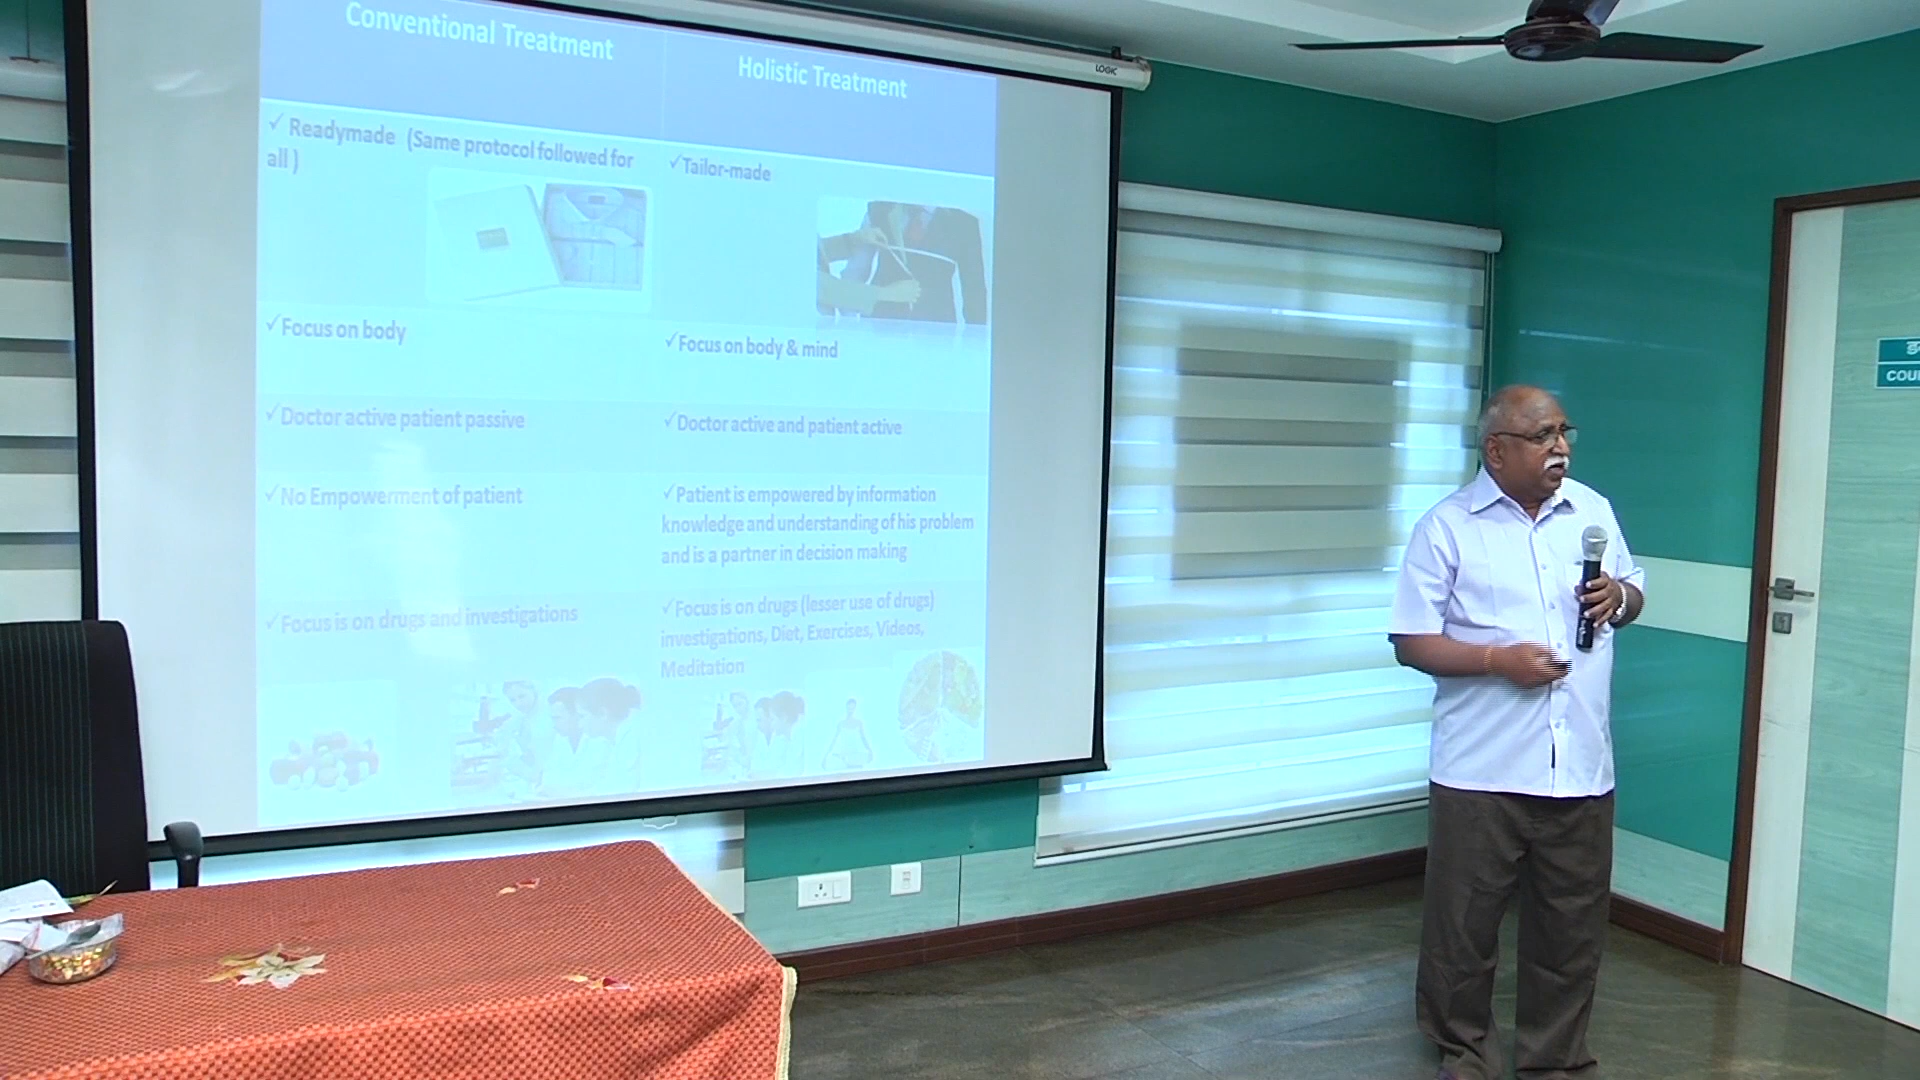 Conventional Treatment
Holistic Treatment
✓ Readymade (Same protocol followed for
all )
✓Tailor-made
✓Focus on body
✓Focus on body & mind
✓Doctor active patient passive
✓Doctor active and patient active
✓No Empowerment of patient
✓Patient is empowered by information
knowledge and understanding of his problem
and is a partner in decision making
✓Focus is on drugs and investigations
✓Focus is on drugs (lesser use of drugs)
investigations, Diet, Exercises, Videos,
Meditation
LOGIC
COU